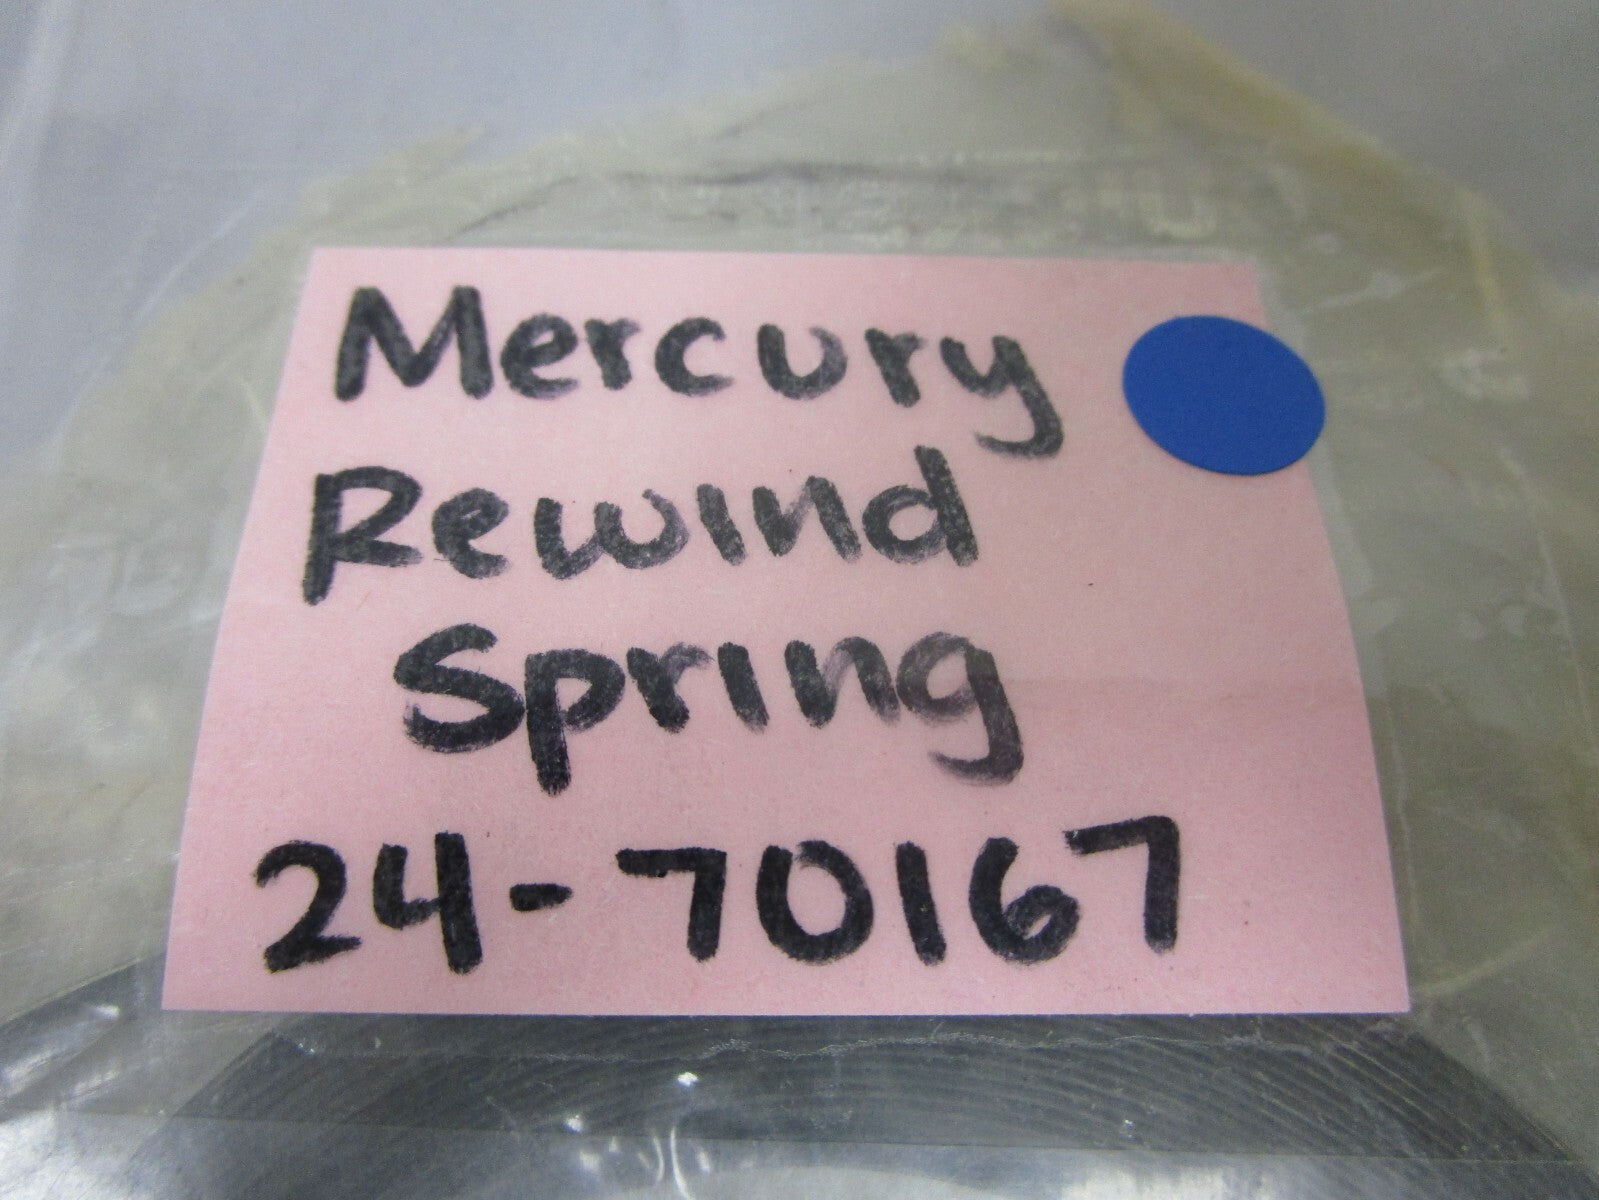 Mercury
Rewind
Spring
24-70167